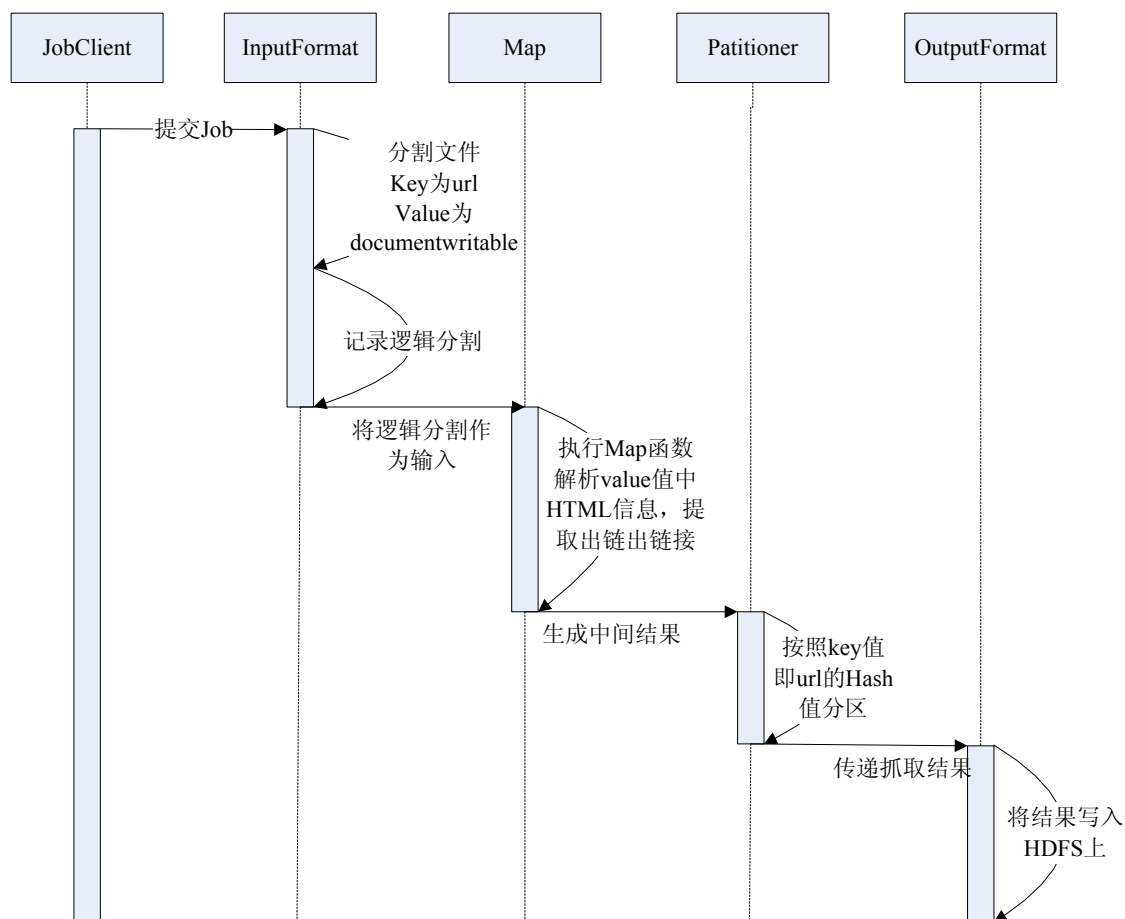 JobClient
InputFormat
Map
Patitioner
OutputFormat
提交Job
分割文件
Key为url
Value为
documentwritable
记录逻辑分割
将逻辑分割作
为输入
执行Map函数
解析value值中
HTML信息，提
取出链出链接
生成中间结果
按照key值
即url的Hash
值分区
传递抓取结果
将结果写入
HDFS上